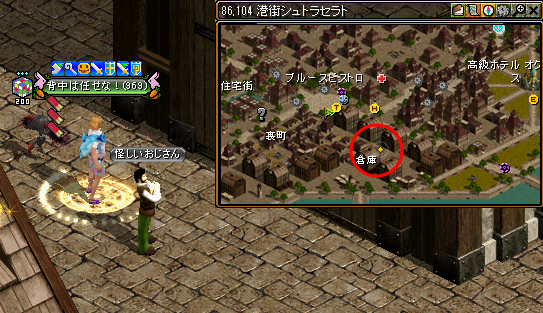 86.104 港街シュトラセラト
高級ホテル オク
ス
ブルースビストロ
住宅街
T
H
E
裏町
倉庫
200
背中は任せな！(969)
怪しいおじさん